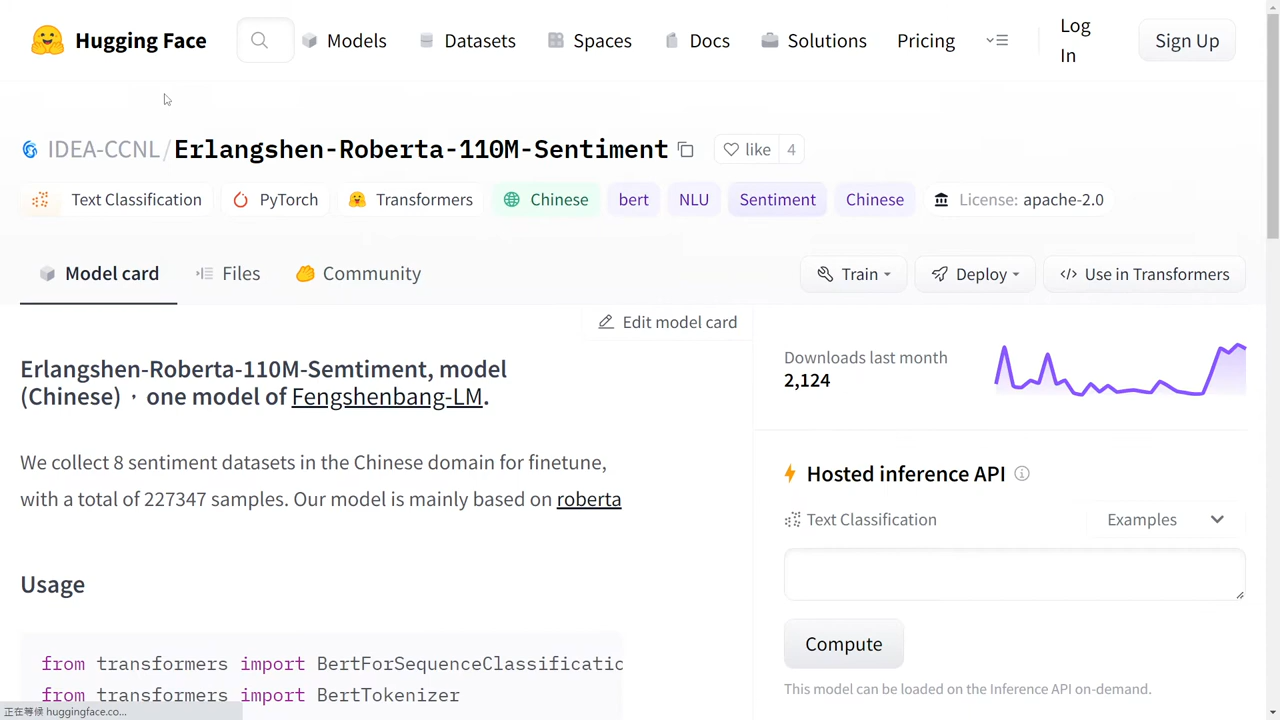 Hugging Face
Models
Datasets
Spaces
Docs
Solutions
Pricing
Log In
Sign Up
IDEA-CCNL/Erlangshen-Roberta-110M-Sentiment
like 4
Text Classification
PyTorch
Transformers
Chinese
bert
NLU
Sentiment
Chinese
License: apache-2.0
Model card
Files
Community
Train
Deploy
</> Use in Transformers
Edit model card
Erlangshen-Roberta-110M-Semtiment, model
(Chinese) ，one model of Fengshenbang-LM.
We collect 8 sentiment datasets in the Chinese domain for finetune,
with a total of 227347 samples. Our model is mainly based on roberta
Usage
from transformers import BertForSequenceClassificatic
from transformers import BertTokenizer
Downloads last month
2,124
Hosted inference API
Text Classification
Examples
Compute
This model can be loaded on the Inference API on-demand.
正在等候 huggingface.co...